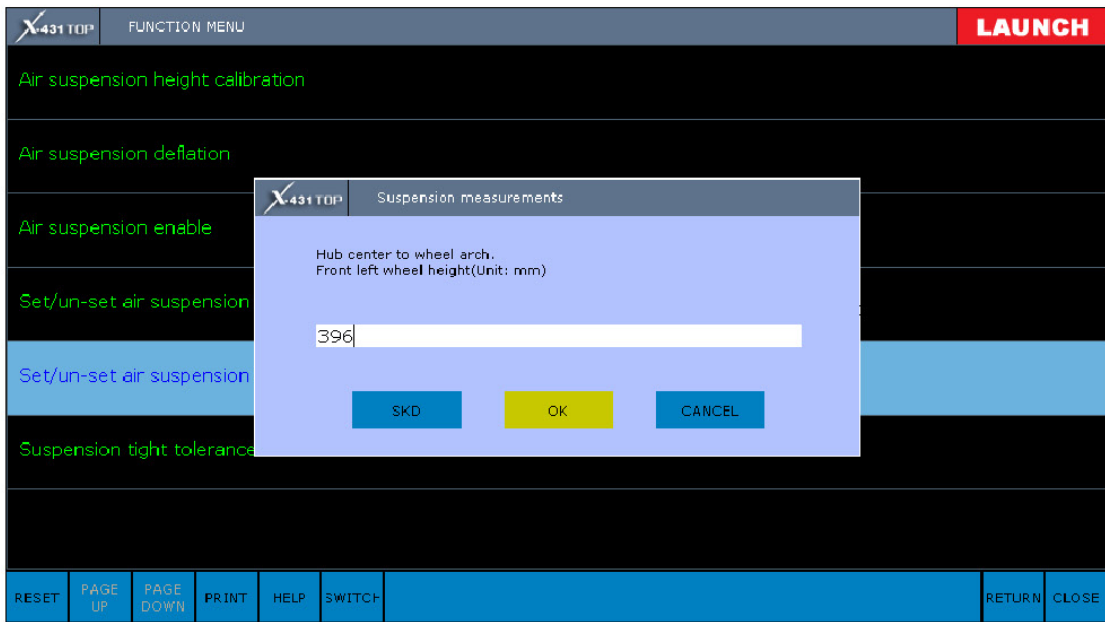 X-431 TOP FUNCTION MENU LAUNCH
Air suspension height calibration
Air suspension deflation
X-431 TOP Suspension measurements
Air suspension enable
Hub center to wheel arch.
Front left wheel height(Unit: mm)
Set/un-set air suspension
396
Set/un-set air suspension
SKD OK CANCEL
Suspension tight tolerance
RESET PAGE UP PAGE DOWN PRINT HELP SWITCH RETURN CLOSE